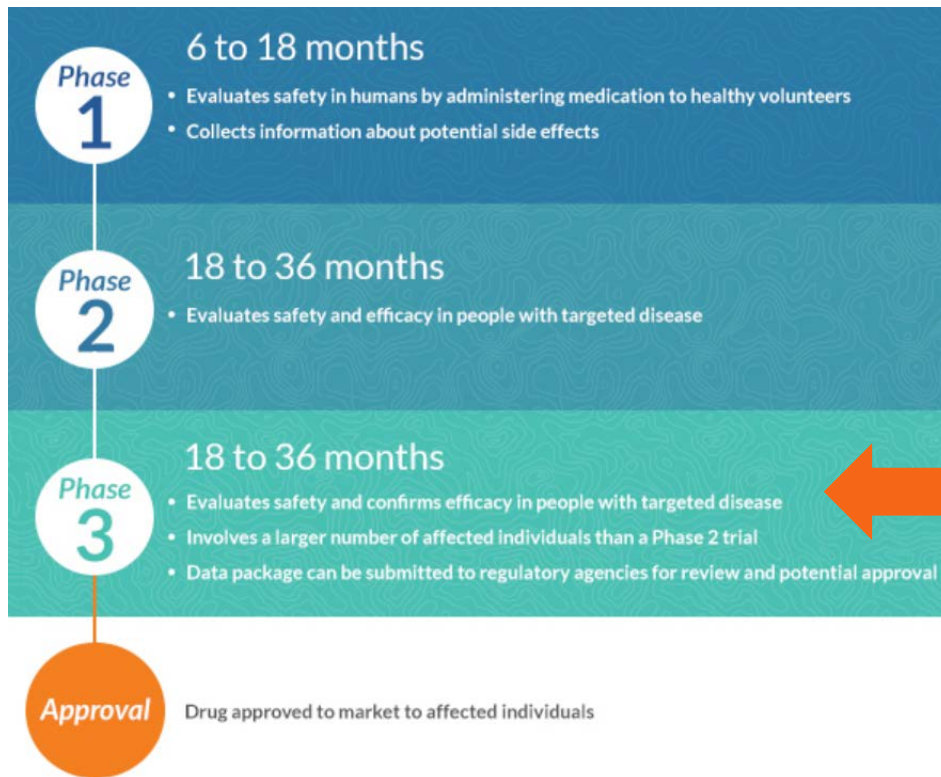 Phase
1
6 to 18 months
• Evaluates safety in humans by administering medication to healthy volunteers
• Collects information about potential side effects
Phase
2
18 to 36 months
• Evaluates safety and efficacy in people with targeted disease
Phase
3
18 to 36 months
• Evaluates safety and confirms efficacy in people with targeted disease
• Involves a larger number of affected individuals than a Phase 2 trial
• Data package can be submitted to regulatory agencies for review and potential approval
Approval
Drug approved to market to affected individuals